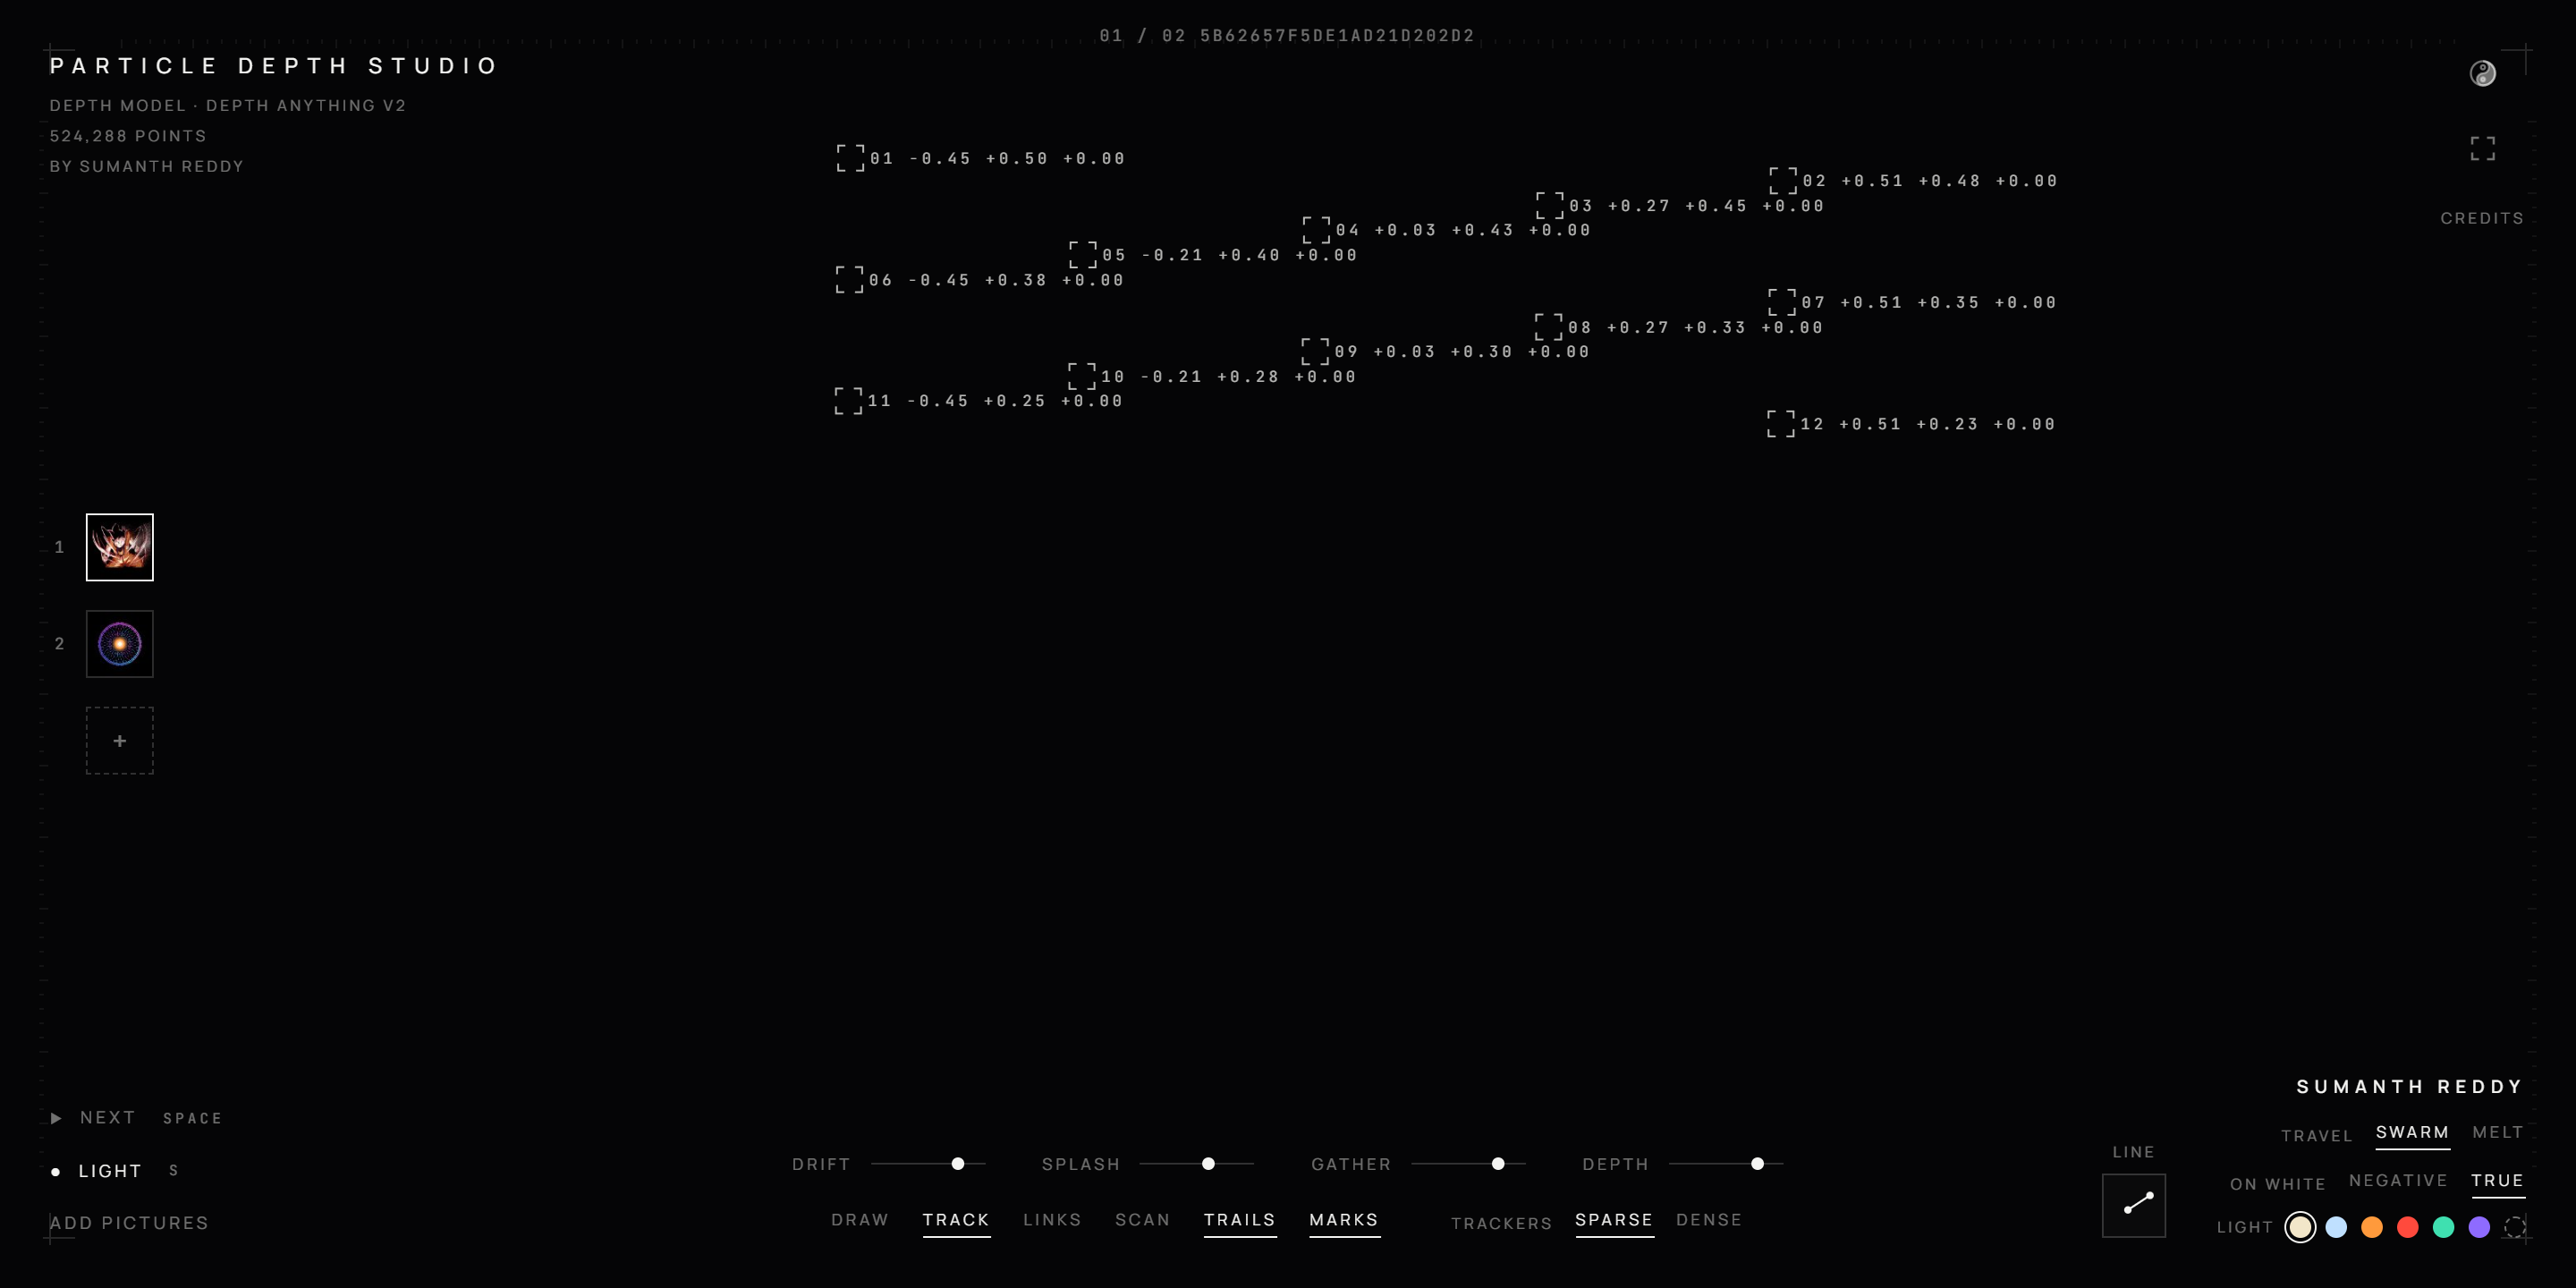 01 / 02 5B62657F5DE1AD21D202D2
PARTICLE DEPTH STUDIO
DEPTH MODEL · DEPTH ANYTHING V2
524,288 POINTS
BY SUMANTH REDDY
CREDITS
01 -0.45 +0.50 +0.00
02 +0.51 +0.48 +0.00
03 +0.27 +0.45 +0.00
04 +0.03 +0.43 +0.00
05 -0.21 +0.40 +0.00
06 -0.45 +0.38 +0.00
07 +0.51 +0.35 +0.00
08 +0.27 +0.33 +0.00
09 +0.03 +0.30 +0.00
10 -0.21 +0.28 +0.00
11 -0.45 +0.25 +0.00
12 +0.51 +0.23 +0.00
1
2
+
NEXT SPACE
LIGHT S
ADD PICTURES
DRIFT SPLASH GATHER DEPTH
DRAW TRACK LINKS SCAN TRAILS MARKS TRACKERS SPARSE DENSE
LINE
SUMANTH REDDY
TRAVEL SWARM MELT
ON WHITE NEGATIVE TRUE
LIGHT